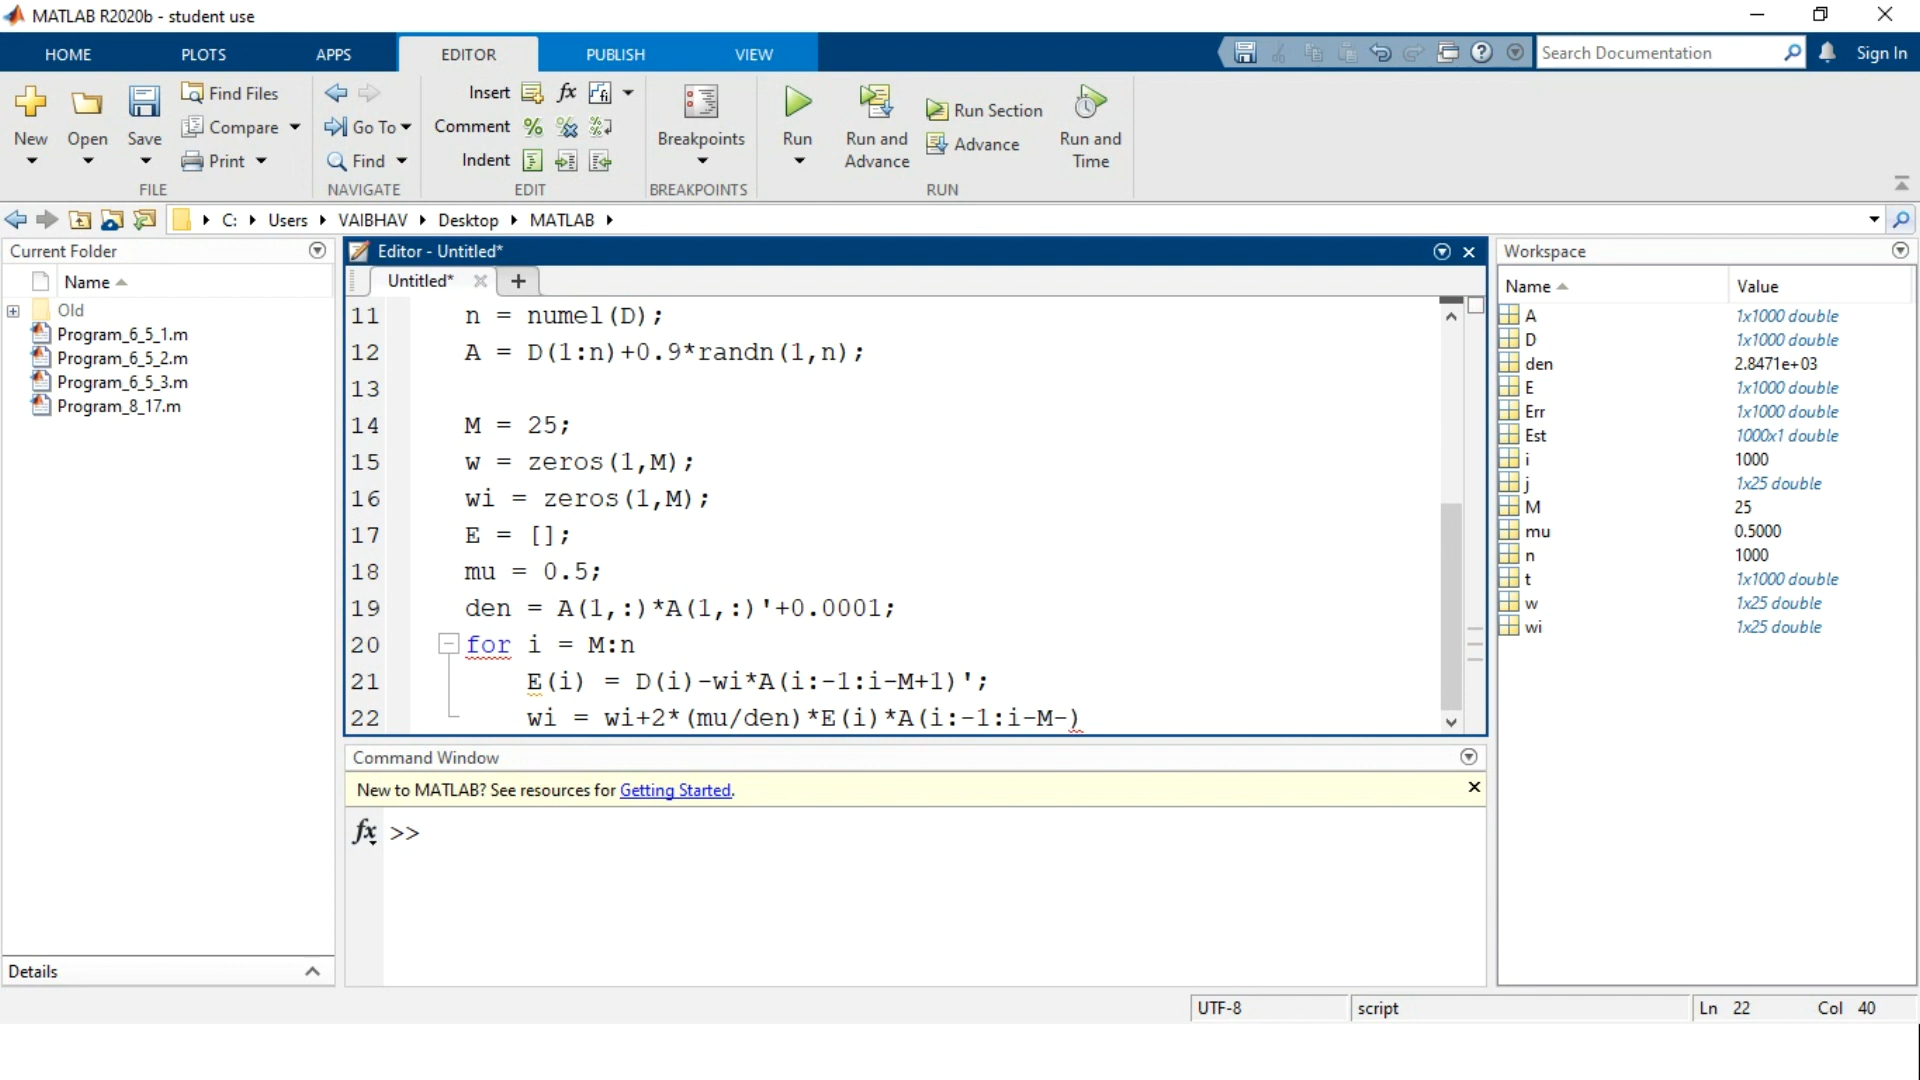 MATLAB R2020b - student use
HOME PLOTS APPS EDITOR PUBLISH VIEW Search Documentation Sign In
New Open Save Find Files Compare Print FILE
Go To Find NAVIGATE
Insert fx Comment Indent EDIT
Breakpoints BREAKPOINTS
Run Run and Advance Run Section Advance Run and Time RUN
C: Users VAIBHAV Desktop MATLAB
Current Folder
Name
Old
Program_6_5_1.m
Program_6_5_2.m
Program_6_5_3.m
Program_8_17.m
Details
Editor - Untitled*
Untitled* +
11 n = numel(D);
12 A = D(1:n)+0.9*randn(1,n);
13
14 M = 25;
15 w = zeros(1,M);
16 wi = zeros(1,M);
17 E = [];
18 mu = 0.5;
19 den = A(1,:)*A(1,:)'+0.0001;
20 for i = M:n
21 E(i) = D(i)-wi*A(i:-1:i-M+1)';
22 wi = wi+2*(mu/den)*E(i)*A(i:-1:i-M-)
Command Window
New to MATLAB? See resources for Getting Started.
fx >>
Workspace
Name Value
A 1x1000 double
D 1x1000 double
den 2.8471e+03
E 1x1000 double
Err 1x1000 double
Est 1000x1 double
i 1000
j 1x25 double
M 25
mu 0.5000
n 1000
t 1x1000 double
w 1x25 double
wi 1x25 double
UTF-8 script Ln 22 Col 40